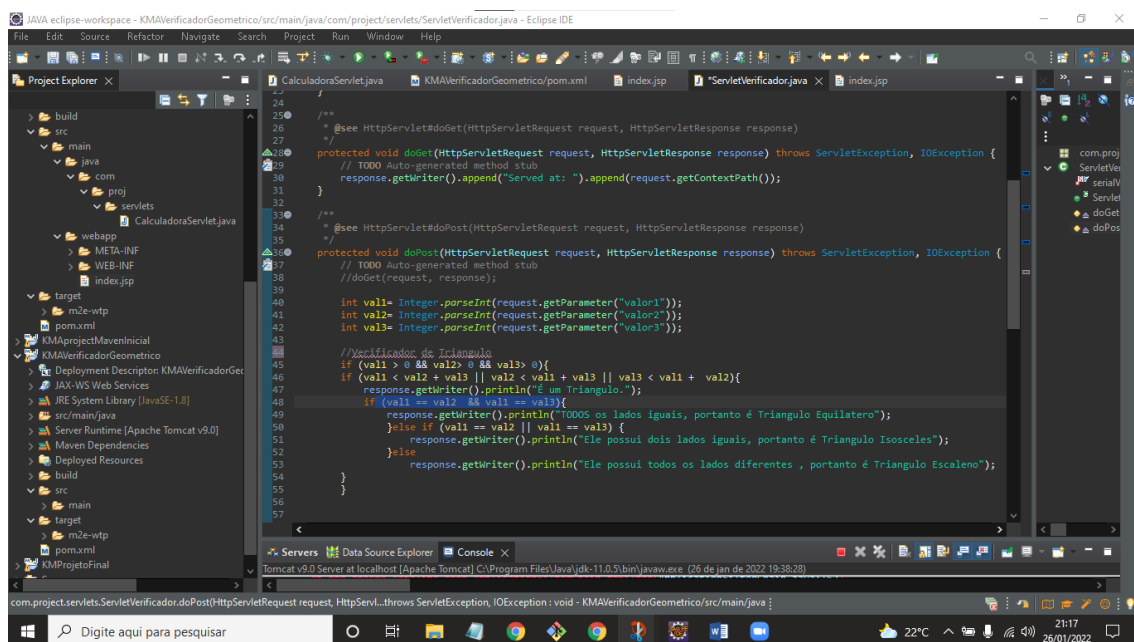 JAVA eclipse-workspace - KMAVerificadorGeometrico/src/main/java/com/project/servlets/ServletVerificador.java - Eclipse IDE
File Edit Source Refactor Navigate Search Project Run Window Help
Project Explorer
build
src
main
java
com
proj
servlets
CalculadoraServlet.java
webapp
META-INF
WEB-INF
index.jsp
target
m2e-wtp
pom.xml
KMAprojectMavenInicial
KMAVerificadorGeometrico
Deployment Descriptor: KMAVerificadorGeo
JAX-WS Web Services
JRE System Library [JavaSE-1.8]
src/main/java
Server Runtime [Apache Tomcat v9.0]
Maven Dependencies
Deployed Resources
build
src
main
target
m2e-wtp
pom.xml
KMProjetoFinal
CalculadoraServlet.java KMAVerificadorGeometrico/pom.xml index.jsp *ServletVerificador.java index.jsp
23 }
24
25 /**
26 * @see HttpServlet#doGet(HttpServletRequest request, HttpServletResponse response)
27 */
28 protected void doGet(HttpServletRequest request, HttpServletResponse response) throws ServletException, IOException {
29 // TODO Auto-generated method stub
30 response.getWriter().append("Served at: ").append(request.getContextPath());
31 }
32
33 /**
34 * @see HttpServlet#doPost(HttpServletRequest request, HttpServletResponse response)
35 */
36 protected void doPost(HttpServletRequest request, HttpServletResponse response) throws ServletException, IOException {
37 // TODO Auto-generated method stub
38 //doGet(request, response);
39
40 int val1= Integer.parseInt(request.getParameter("valor1"));
41 int val2= Integer.parseInt(request.getParameter("valor2"));
42 int val3= Integer.parseInt(request.getParameter("valor3"));
43
44 //Verificador de Triangulo
45 if (val1 > 0 && val2> 0 && val3> 0){
46 if (val1 < val2 + val3 || val2 < val1 + val3 || val3 < val1 + val2){
47 response.getWriter().println("É um Triangulo.");
48 if (val1 == val2 && val1 == val3){
49 response.getWriter().println("TODOS os lados iguais, portanto é Triangulo Equilatero");
50 }else if (val1 == val2 || val1 == val3) {
51 response.getWriter().println("Ele possui dois lados iguais, portanto é Triangulo Isosceles");
52 }else
53 response.getWriter().println("Ele possui todos os lados diferentes , portanto é Triangulo Escaleno");
54 }
55 }
56
57
com.proj
ServletVer
serialV
Servlet
doGet
doPos
Servers Data Source Explorer Console
Tomcat v9.0 Server at localhost [Apache Tomcat] C:\Program Files\Java\jdk-11.0.5\bin\javaw.exe (26 de jan de 2022 19:38:28)
com.project.servlets.ServletVerificador.doPost(HttpServletRequest request, HttpServl...throws ServletException, IOException : void - KMAVerificadorGeometrico/src/main/java
Digite aqui para pesquisar
22°C
21:17
26/01/2022